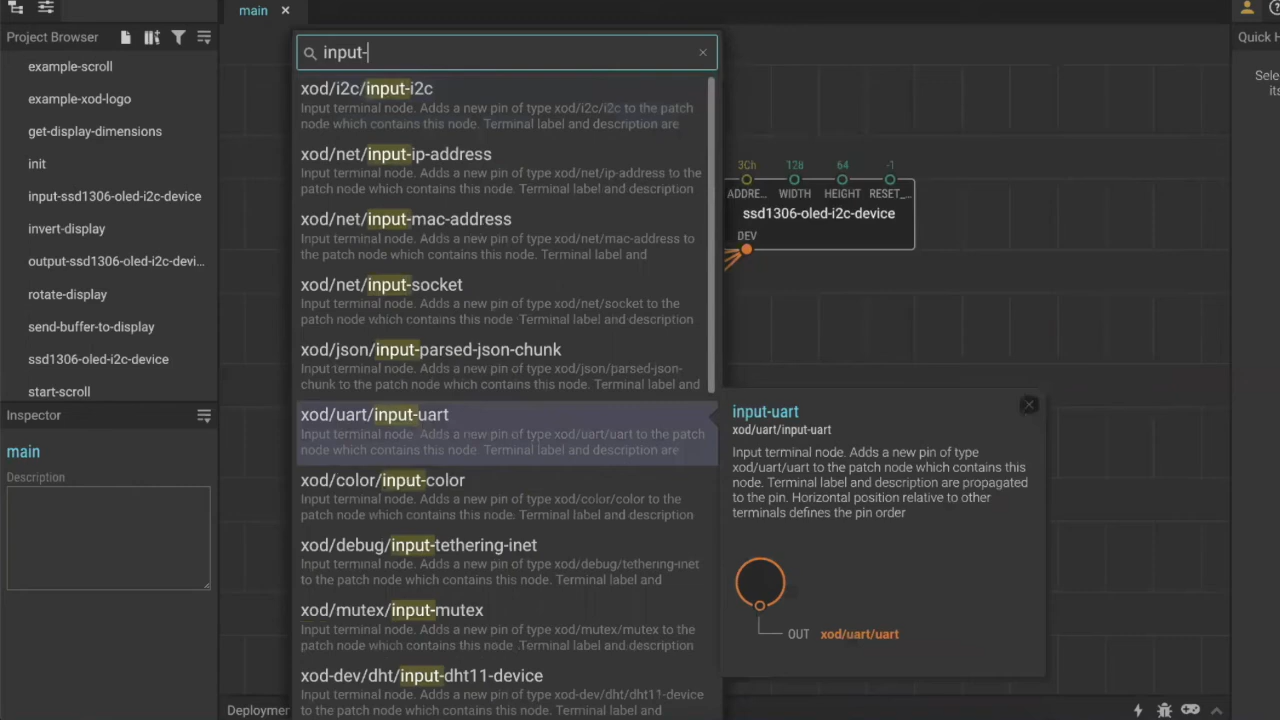 main
Project Browser
Quick H
example-scroll
example-xod-logo
get-display-dimensions
init
input-ssd1306-oled-i2c-device
invert-display
output-ssd1306-oled-i2c-devi...
rotate-display
send-buffer-to-display
ssd1306-oled-i2c-device
start-scroll
Inspector
main
Description
input-
xod/i2c/input-i2c
Input terminal node. Adds a new pin of type xod/i2c/i2c to the patch
node which contains this node. Terminal label and description are
xod/net/input-ip-address
Input terminal node. Adds a new pin of type xod/net/ip-address to the
patch node which contains this node. Terminal label and description
xod/net/input-mac-address
Input terminal node. Adds a new pin of type xod/net/mac-address to
the patch node which contains this node. Terminal label and
xod/net/input-socket
Input terminal node. Adds a new pin of type xod/net/socket to the
patch node which contains this node. Terminal label and description
xod/json/input-parsed-json-chunk
Input terminal node. Adds a new pin of type xod/json/parsed-json-
chunk to the patch node which contains this node. Terminal label and
xod/uart/input-uart
Input terminal node. Adds a new pin of type xod/uart/uart to the patch
node which contains this node. Terminal label and description are
xod/color/input-color
Input terminal node. Adds a new pin of type xod/color/color to the
patch node which contains this node. Terminal label and description
xod/debug/input-tethering-inet
Input terminal node. Adds a new pin of type xod/debug/tethering-inet
to the patch node which contains this node. Terminal label and
xod/mutex/input-mutex
Input terminal node. Adds a new pin of type xod/mutex/mutex to the
patch node which contains this node. Terminal label and description
xod-dev/dht/input-dht11-device
Input terminal node. Adds a new pin of type xod-dev/dht/dht11-device
to the patch node which contains this node. Terminal label and
3Ch 128 64 -1
ADDRE... WIDTH HEIGHT RESET_...
ssd1306-oled-i2c-device
DEV
input-uart
xod/uart/input-uart
Input terminal node. Adds a new pin of type
xod/uart/uart to the patch node which contains this
node. Terminal label and description are propagated
to the pin. Horizontal position relative to other
terminals defines the pin order
OUT xod/uart/uart
Sele
its
Deploymer